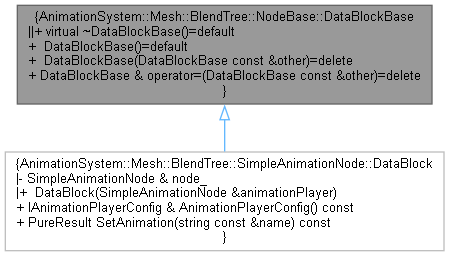 {AnimationSystem::Mesh::BlendTree::NodeBase::DataBlockBase
||+ virtual ~DataBlockBase()=default
+  DataBlockBase()=default
+  DataBlockBase(DataBlockBase const &other)=delete
+ DataBlockBase & operator=(DataBlockBase const &other)=delete
}
{AnimationSystem::Mesh::BlendTree::SimpleAnimationNode::DataBlock
|- SimpleAnimationNode & node_
|+  DataBlock(SimpleAnimationNode &animationPlayer)
+ IAnimationPlayerConfig & AnimationPlayerConfig() const
+ PureResult SetAnimation(string const &name) const
}